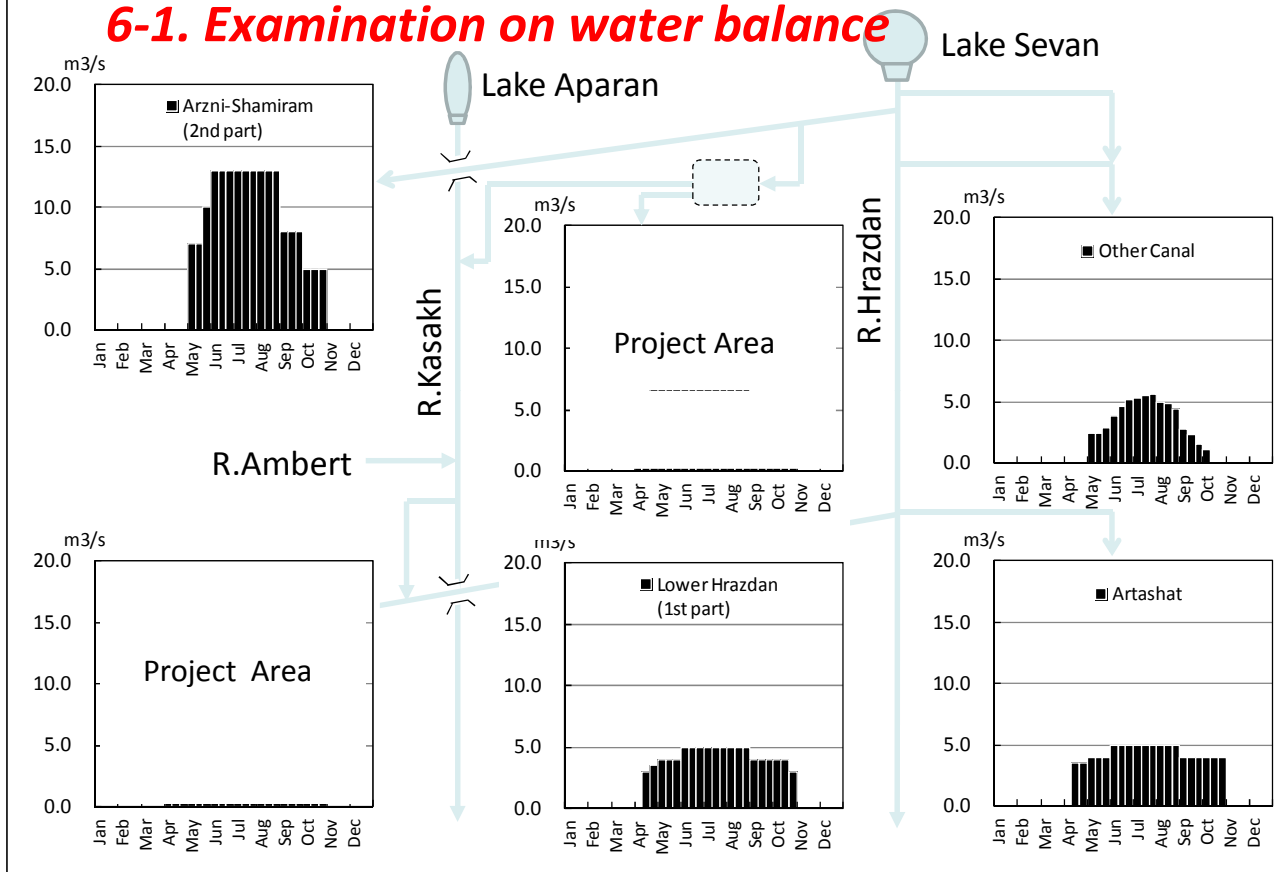 6-1. Examination on water balance
Lake Sevan
Lake Aparan
R.Kasakh
R.Hrazdan
R.Ambert
m3/s
20.0
15.0
10.0
5.0
0.0
Arzni-Shamiram
(2nd part)
Jan Feb Mar Apr May Jun Jul Aug Sep Oct Nov Dec
m3/s
20.0
15.0
10.0
5.0
0.0
Project Area
Jan Feb Mar Apr May Jun Jul Aug Sep Oct Nov Dec
20.0
15.0
10.0
5.0
0.0
Other Canal
Jan Feb Mar Apr May Jun Jul Aug Sep Oct Nov Dec
m3/s
20.0
15.0
10.0
5.0
0.0
Project Area
Jan Feb Mar Apr May Jun Jul Aug Sep Oct Nov Dec
m3/s
20.0
15.0
10.0
5.0
0.0
Lower Hrazdan
(1st part)
Jan Feb Mar Apr May Jun Jul Aug Sep Oct Nov Dec
m3/s
20.0
15.0
10.0
5.0
0.0
Artashat
Jan Feb Mar Apr May Jun Jul Aug Sep Oct Nov Dec